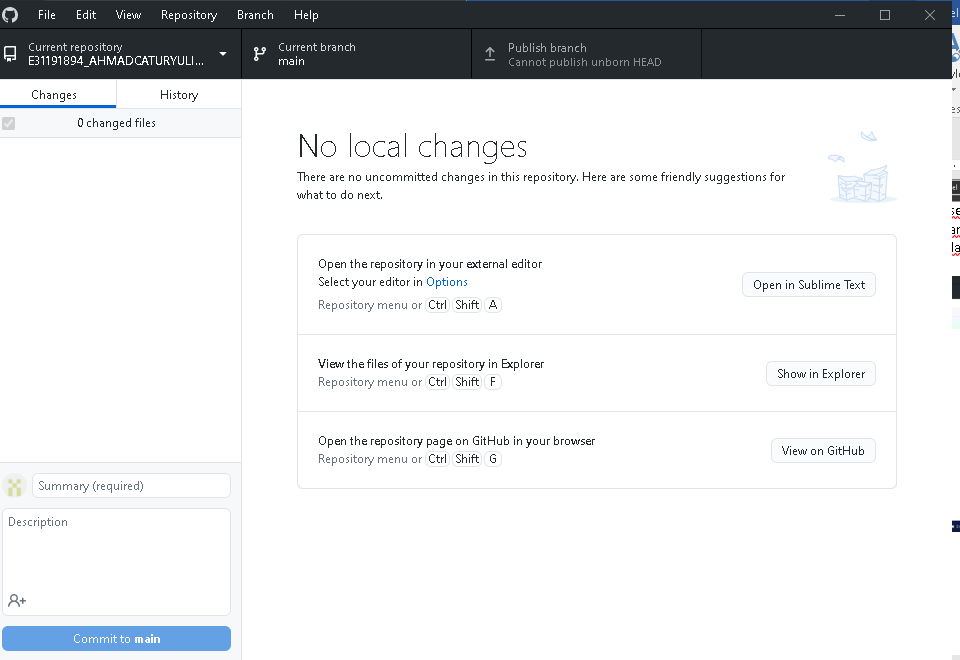 File Edit View Repository Branch Help
Current repository
E31191894_AHMADCATURYULI...
Current branch
main
Publish branch
Cannot publish unborn HEAD
Changes
History
0 changed files
No local changes
There are no uncommitted changes in this repository. Here are some friendly suggestions for
what to do next.
Open the repository in your external editor
Select your editor in Options
Repository menu or Ctrl Shift A
Open in Sublime Text
View the files of your repository in Explorer
Repository menu or Ctrl Shift F
Show in Explorer
Open the repository page on GitHub in your browser
Repository menu or Ctrl Shift G
View on GitHub
Summary (required)
Description
Commit to main